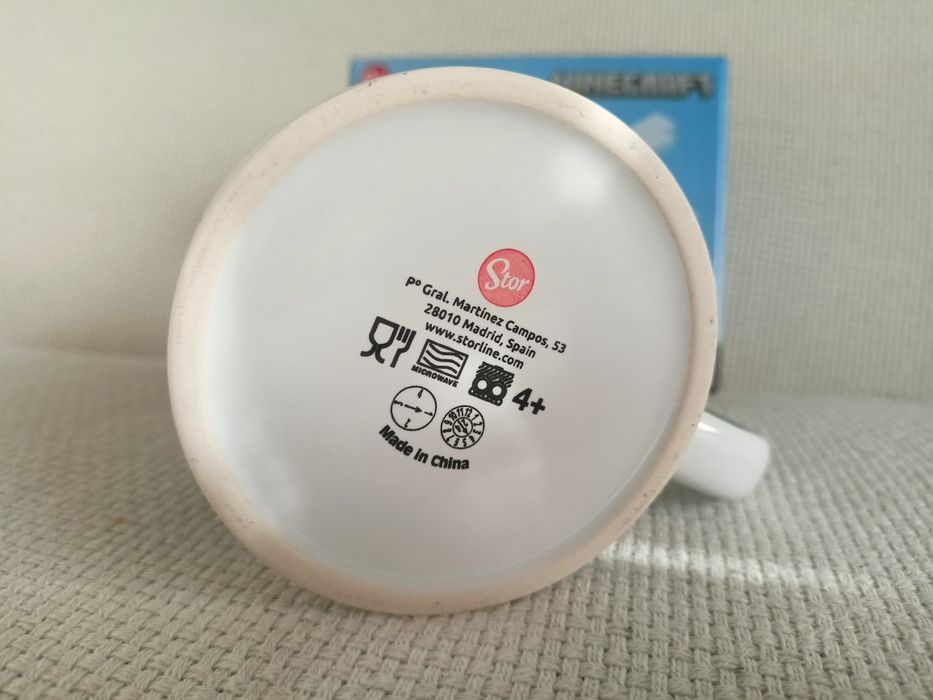 MINECRAFT
Stor
Pº Gral. Martínez Campos, 53
28010 Madrid, Spain
www.storline.com
MICROWAVE
4+
Made in China